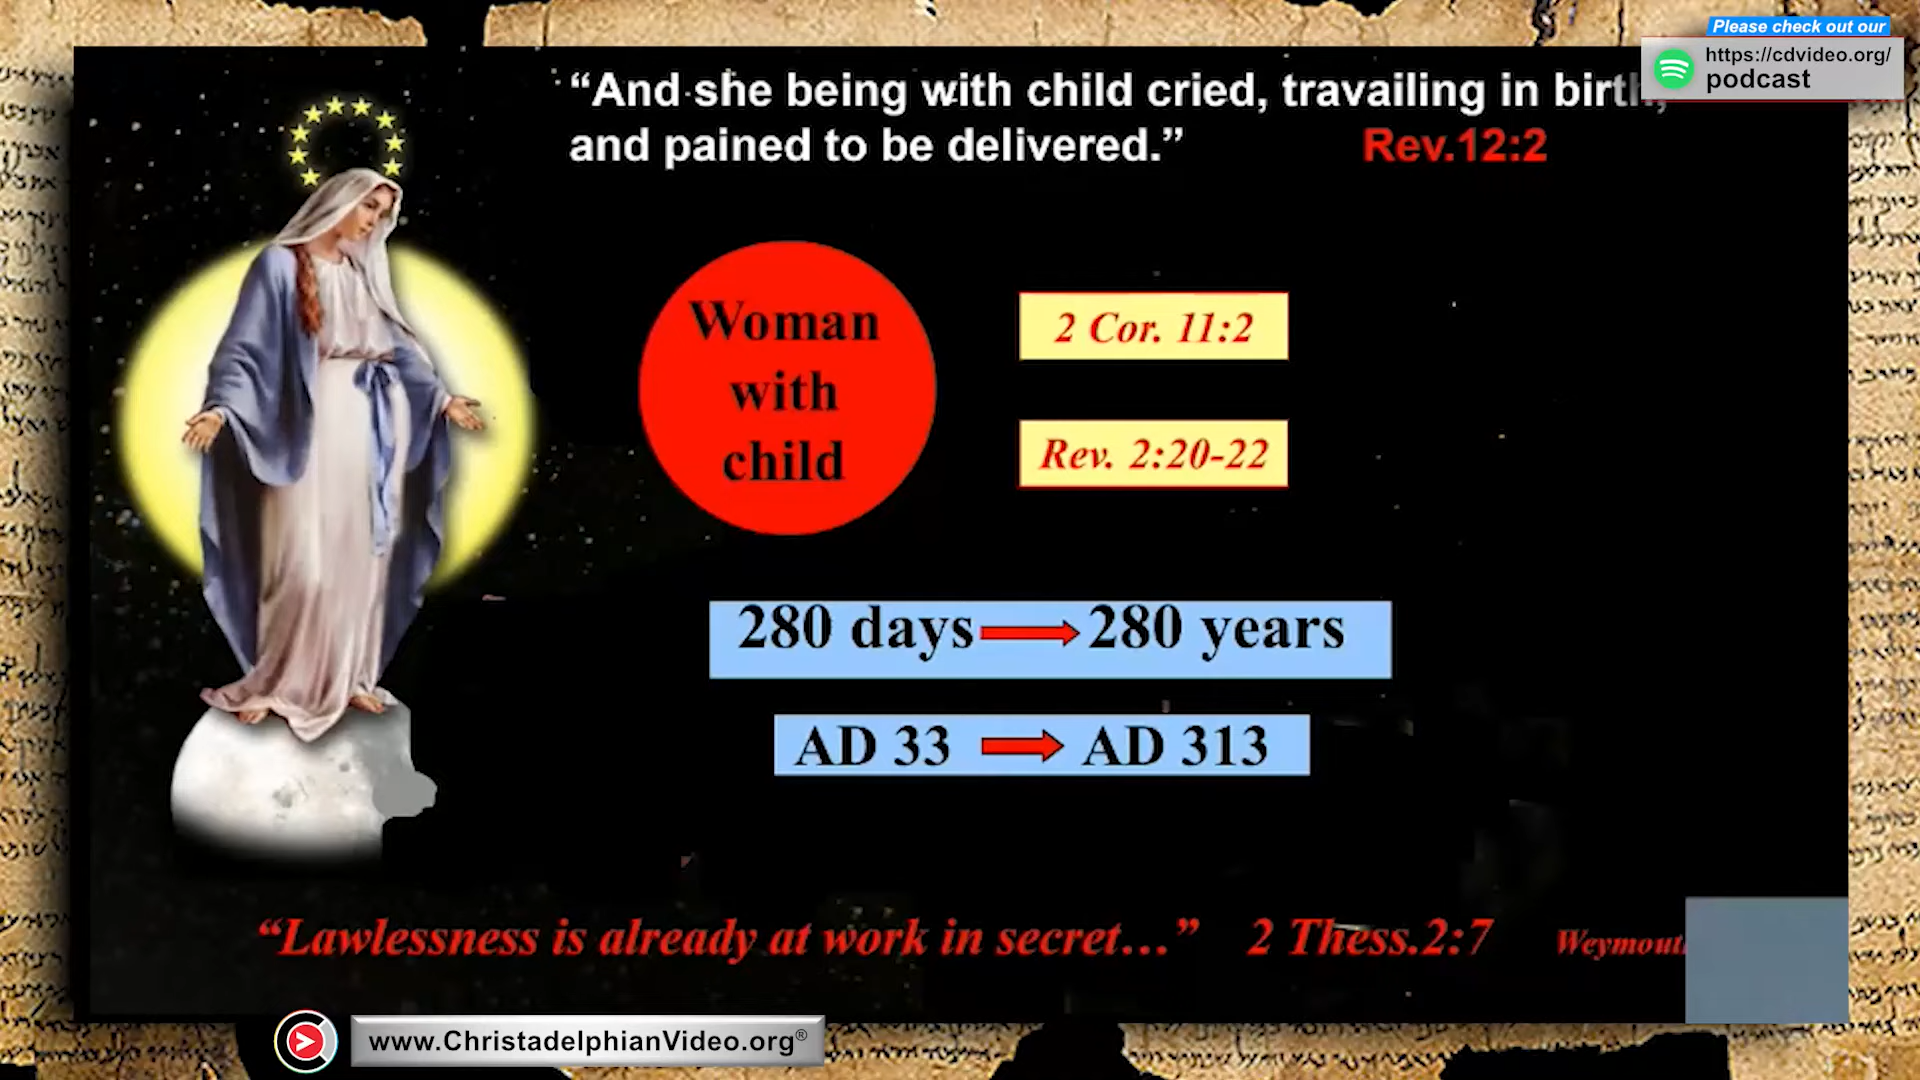 Please check out our
https://cdvideo.org/
podcast
“And she being with child cried, travailing in birth,
and pained to be delivered.” Rev.12:2
Woman
with
child
2 Cor. 11:2
Rev. 2:20-22
280 days 280 years
AD 33 AD 313
“Lawlessness is already at work in secret…” 2 Thess.2:7 Weymouth
www.ChristadelphianVideo.org®